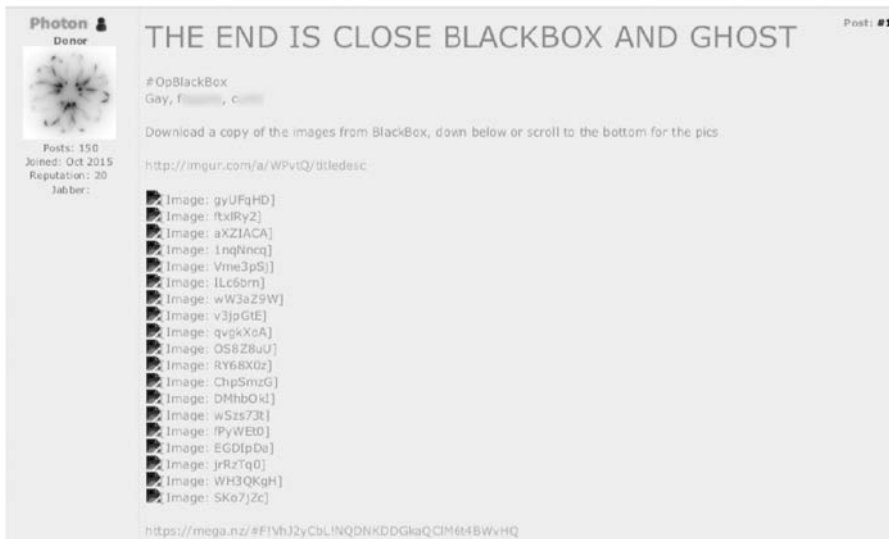 Photon
Donor
Posts: 150
Joined: Oct 2015
Reputation: 20
Jabber:
Post: #1
THE END IS CLOSE BLACKBOX AND GHOST
#OpBlackBox
Gay, f , c
Download a copy of the images from BlackBox, down below or scroll to the bottom for the pics
http://imgur.com/a/WPvtQ/titledesc
[Image: gyUFqHD]
[Image: ftxlRy2]
[Image: aXZIACA]
[Image: 1nqNncq]
[Image: Vme3pSj]
[Image: ILc6brn]
[Image: wW3aZ9W]
[Image: v3jpGtE]
[Image: qvgkXoA]
[Image: OS8Z8uU]
[Image: RY68X0z]
[Image: ChpSmzG]
[Image: DMhbOkI]
[Image: wSzs73t]
[Image: fPyWEt0]
[Image: EGDIpDa]
[Image: jrRzTq0]
[Image: WH3QKgH]
[Image: SKo7jZc]
https://mega.nz/#F!VhJ2yCbL!NQDNKDDGkaQClM6t4BWvHQ